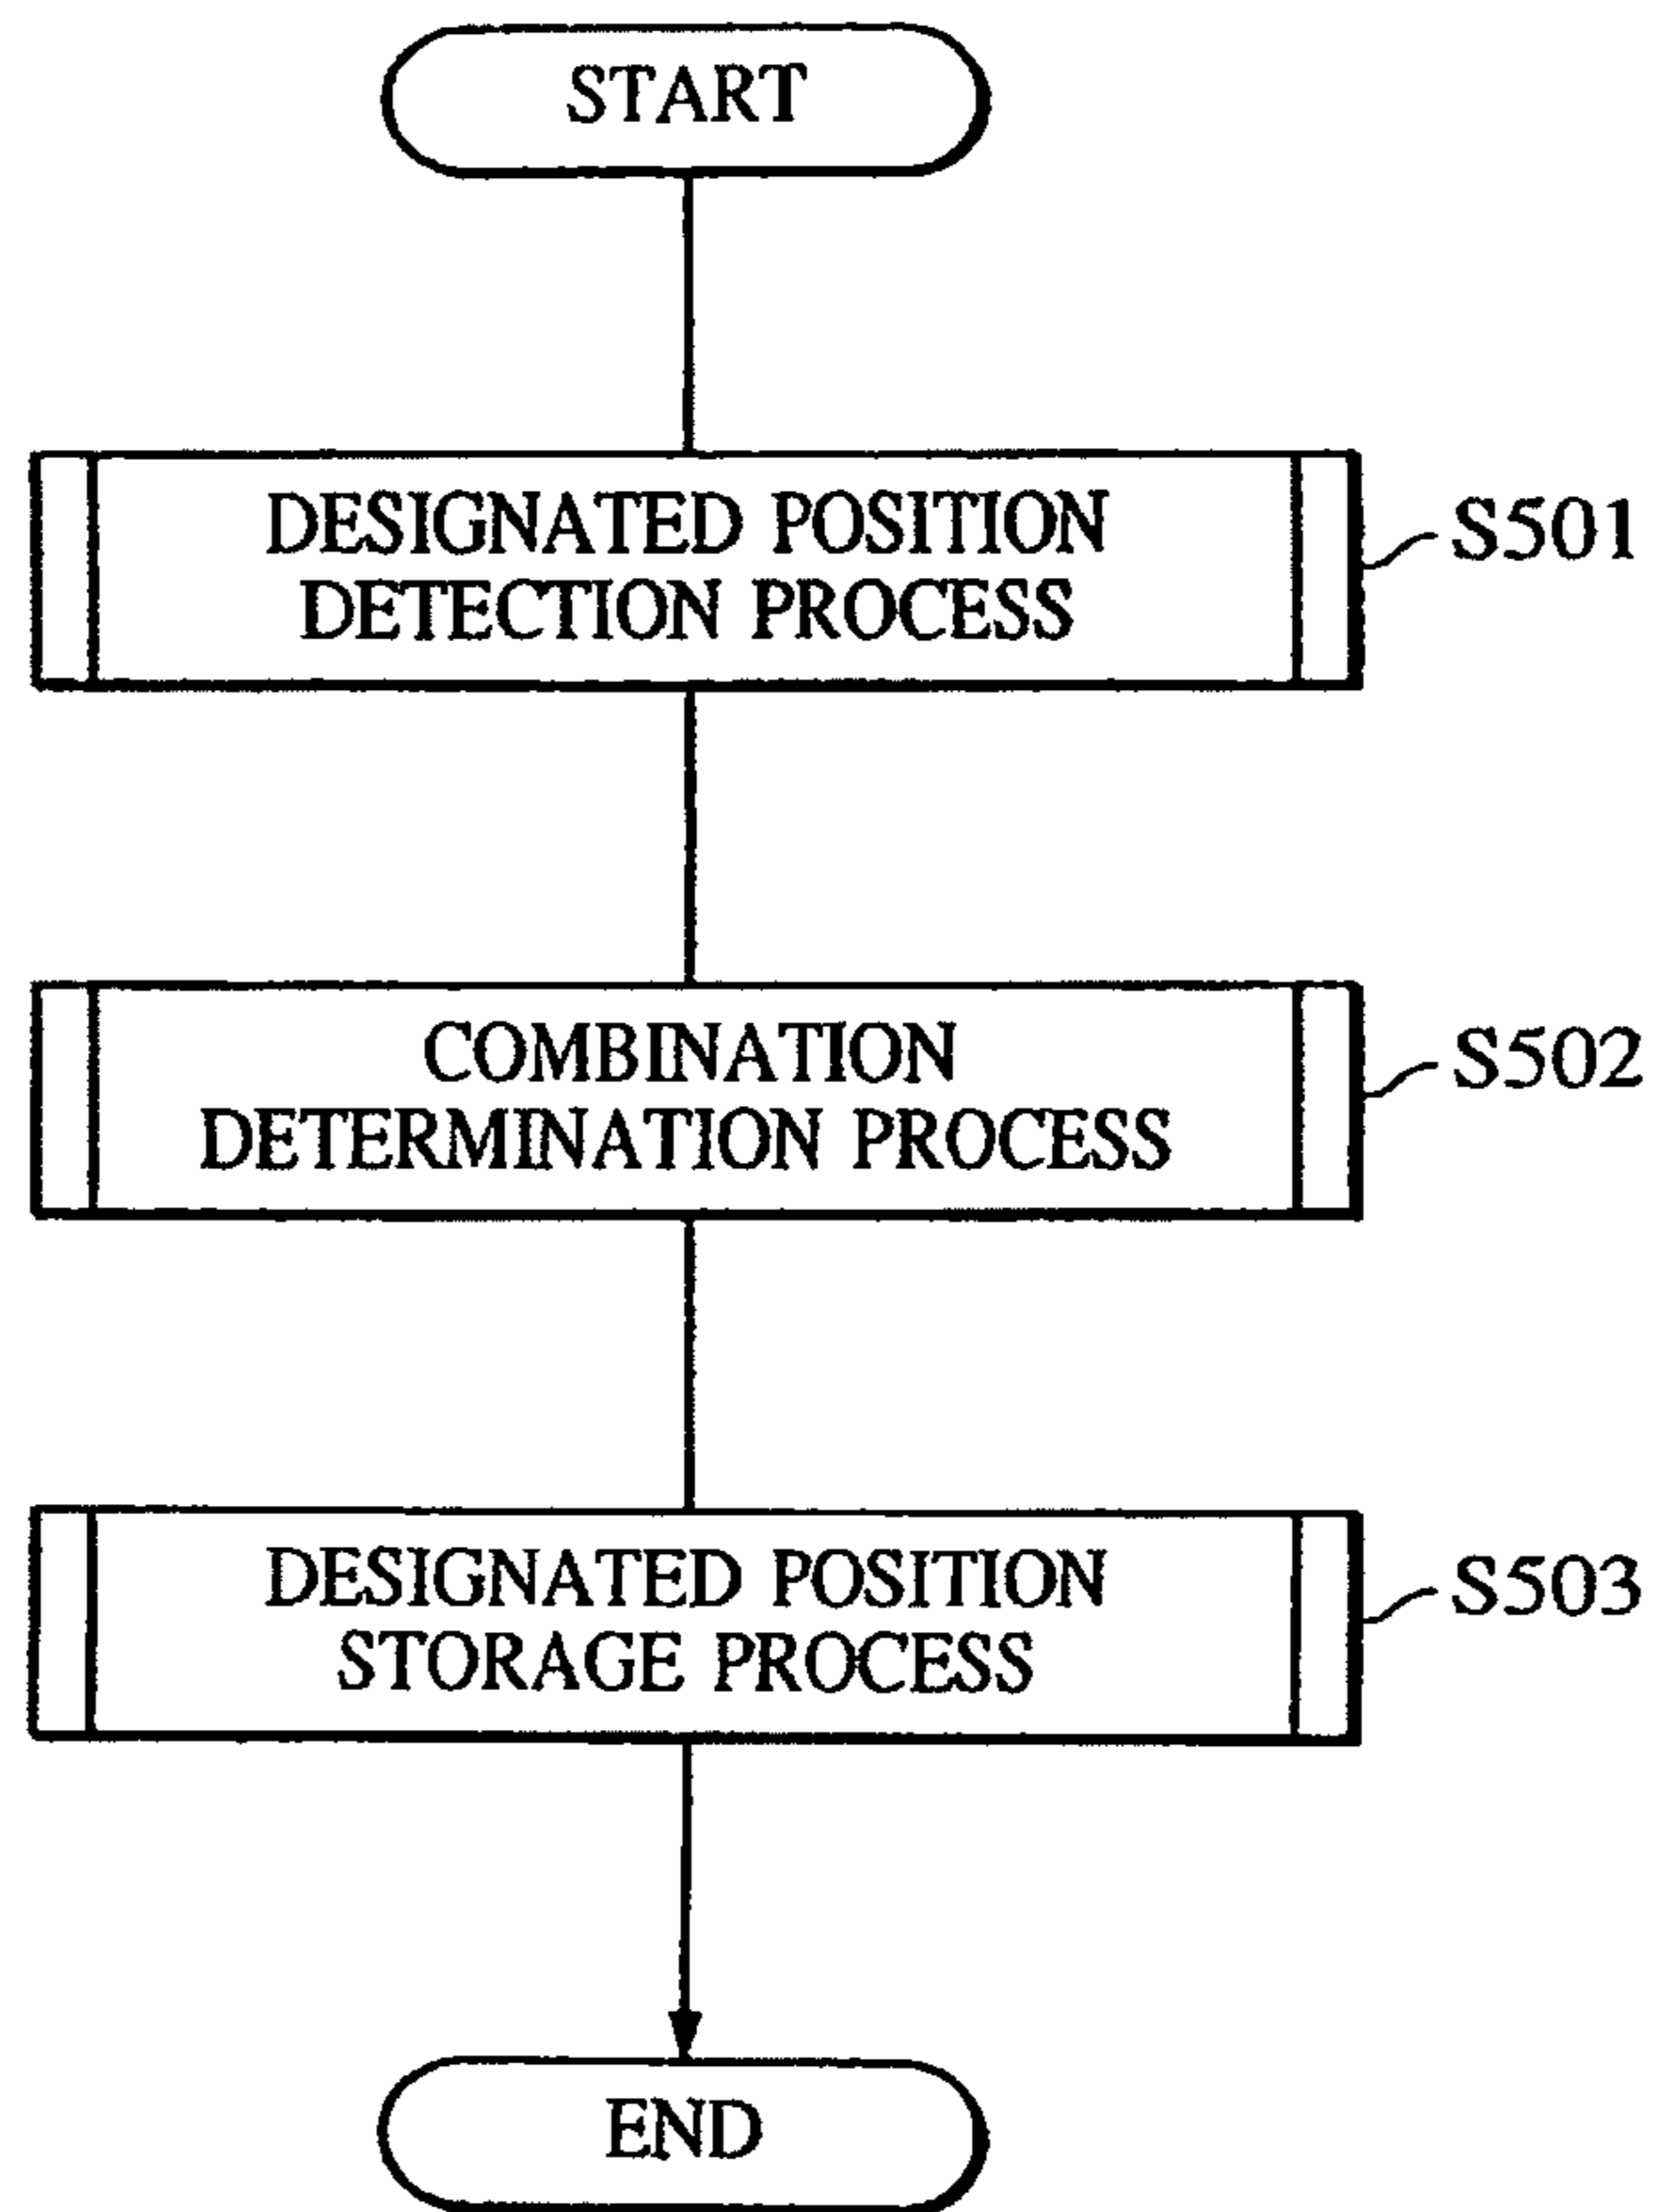 START
DESIGNATED POSITION
DETECTION PROCESS
S501
COMBINATION
DETERMINATION PROCESS
S502
DESIGNATED POSITION
STORAGE PROCESS
S503
END